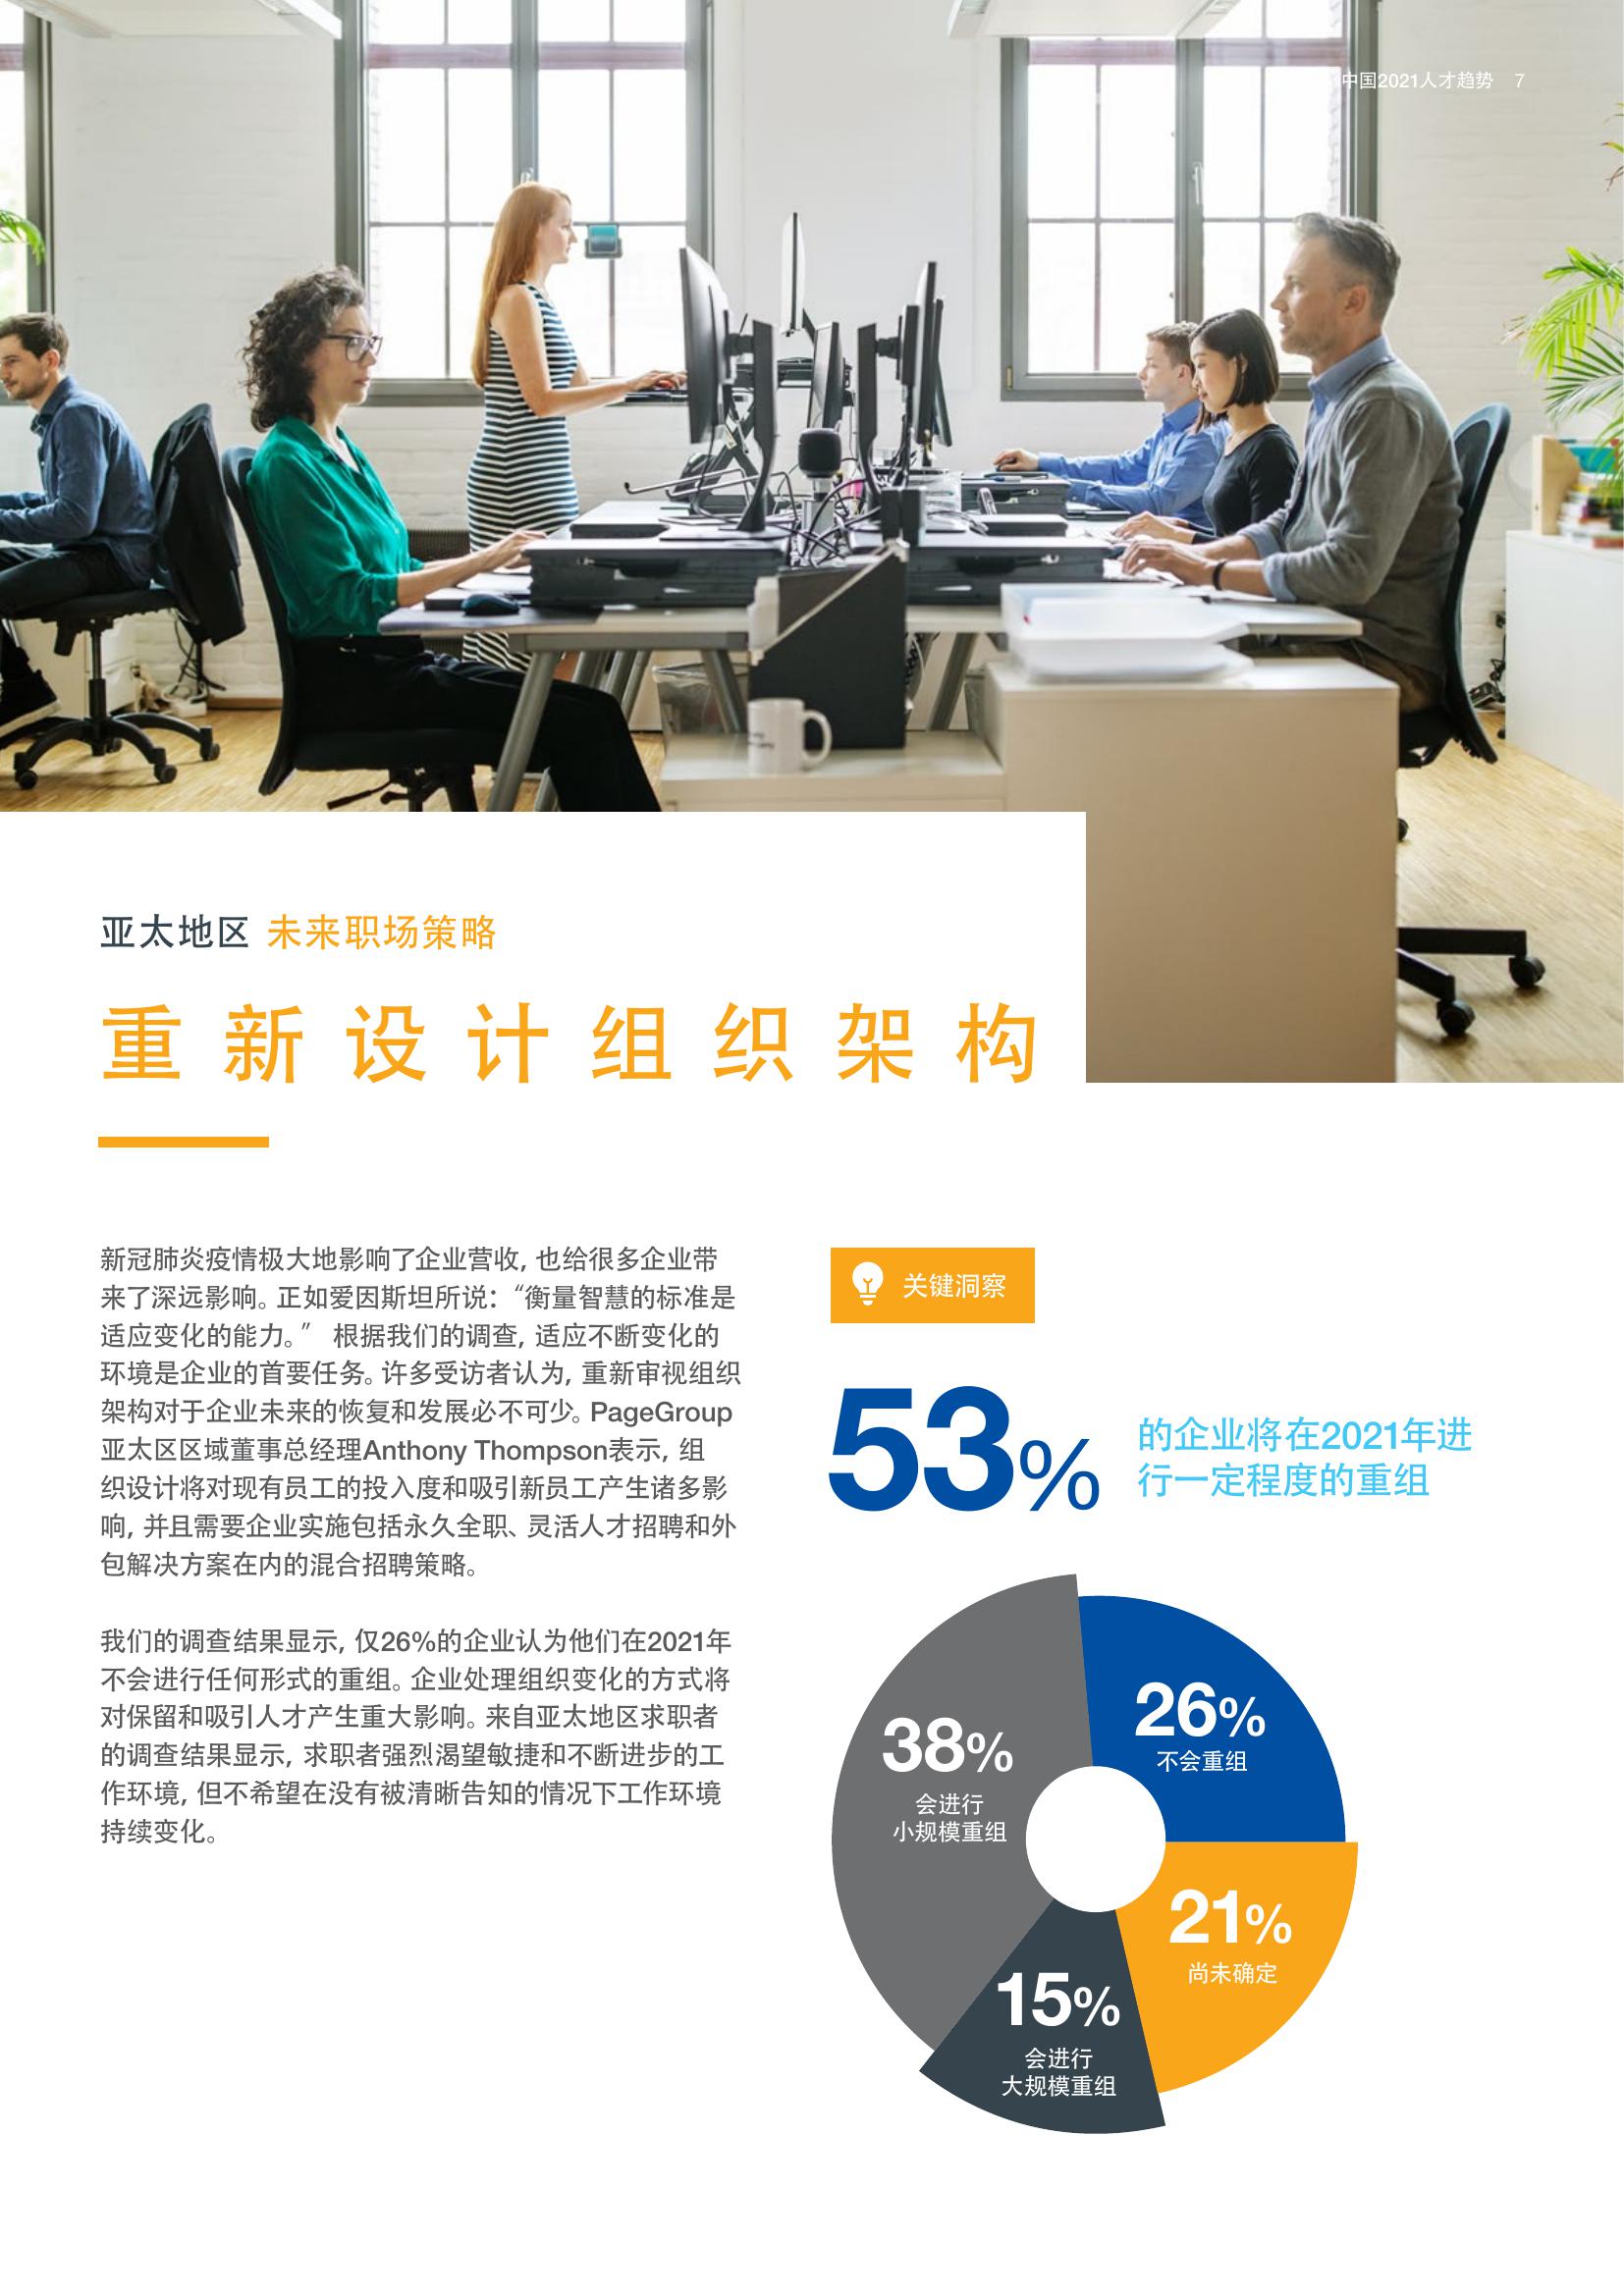 中国2021人才趋势 7
亚太地区 未来职场策略
重新设计组织架构
新冠肺炎疫情极大地影响了企业营收, 也给很多企业带
来了深远影响。正如爱因斯坦所说：“衡量智慧的标准是
适应变化的能力。” 根据我们的调查, 适应不断变化的
环境是企业的首要任务。许多受访者认为, 重新审视组织
架构对于企业未来的恢复和发展必不可少。PageGroup
亚太区区域董事总经理Anthony Thompson表示, 组
织设计将对现有员工的投入度和吸引新员工产生诸多影
响, 并且需要企业实施包括永久全职、灵活人才招聘和外
包解决方案在内的混合招聘策略。
我们的调查结果显示, 仅26%的企业认为他们在2021年
不会进行任何形式的重组。企业处理组织变化的方式将
对保留和吸引人才产生重大影响。来自亚太地区求职者
的调查结果显示, 求职者强烈渴望敏捷和不断进步的工
作环境, 但不希望在没有被清晰告知的情况下工作环境
持续变化。
关键洞察
53%
的企业将在2021年进
行一定程度的重组
26%
不会重组
38%
会进行
小规模重组
21%
尚未确定
15%
会进行
大规模重组